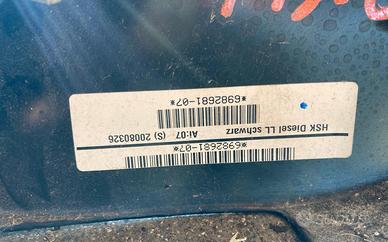 *6982681-07*
HSK Diesel LL schwarz
AI:07 (S) 20080326
*6982681-07*